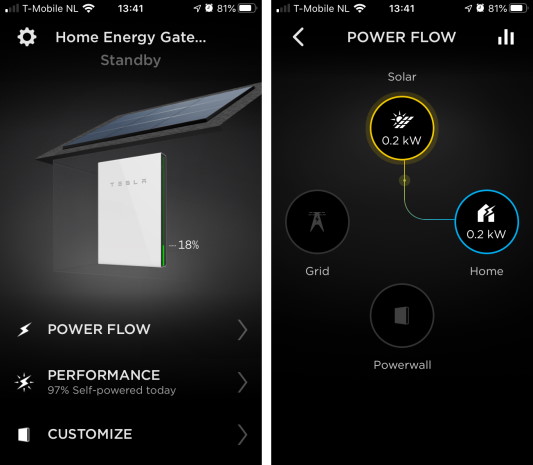 T-Mobile NL 13:41 81%
Home Energy Gate...
Standby
TESLA
18%
POWER FLOW
PERFORMANCE
97% Self-powered today
CUSTOMIZE
T-Mobile NL 13:41 81%
POWER FLOW
Solar
0.2 kW
0.2 kW
Grid
Home
Powerwall